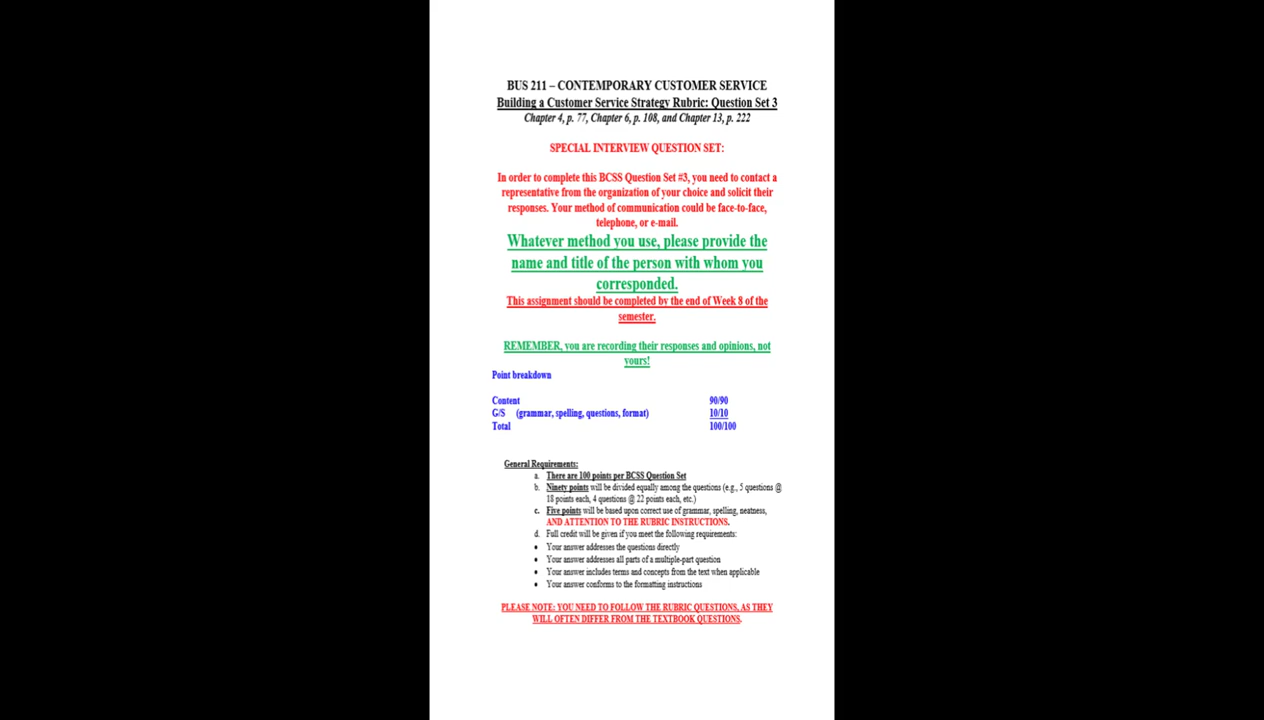 BUS 211 – CONTEMPORARY CUSTOMER SERVICE
Building a Customer Service Strategy Rubric: Question Set 3
Chapter 4, p. 77, Chapter 6, p. 108, and Chapter 13, p. 222
SPECIAL INTERVIEW QUESTION SET:
In order to complete this BCSS Question Set #3, you need to contact a
representative from the organization of your choice and solicit their
responses. Your method of communication could be face-to-face,
telephone, or e-mail.
Whatever method you use, please provide the
name and title of the person with whom you
corresponded.
This assignment should be completed by the end of Week 8 of the
semester.
REMEMBER, you are recording their responses and opinions, not
yours!
Point breakdown
Content 90/90
G/S (grammar, spelling, questions, format) 10/10
Total 100/100
General Requirements:
a. There are 100 points per BCSS Question Set
b. Ninety points will be divided equally among the questions (e.g., 5 questions @
18 points each, 4 questions @ 22 points each, etc.)
c. Five points will be based upon correct use of grammar, spelling, neatness,
AND ATTENTION TO THE RUBRIC INSTRUCTIONS.
d. Full credit will be given if you meet the following requirements:
• Your answer addresses the questions directly
• Your answer addresses all parts of a multiple-part question
• Your answer includes terms and concepts from the text when applicable
• Your answer conforms to the formatting instructions
PLEASE NOTE: YOU NEED TO FOLLOW THE RUBRIC QUESTIONS, AS THEY
WILL OFTEN DIFFER FROM THE TEXTBOOK QUESTIONS.